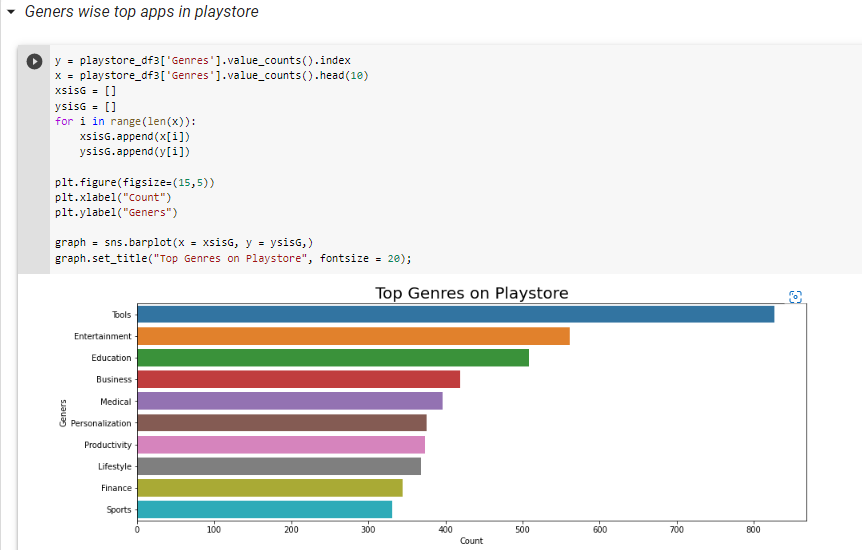 Geners wise top apps in playstore
y = playstore_df3['Genres'].value_counts().index
x = playstore_df3['Genres'].value_counts().head(10)
xsisG = []
ysisG = []
for i in range(len(x)):
    xsisG.append(x[i])
    ysisG.append(y[i])
plt.figure(figsize=(15,5))
plt.xlabel("Count")
plt.ylabel("Geners")
graph = sns.barplot(x = xsisG, y = ysisG,)
graph.set_title("Top Genres on Playstore", fontsize = 20);
Top Genres on Playstore
Geners
Tools
Entertainment
Education
Business
Medical
Personalization
Productivity
Lifestyle
Finance
Sports
0 100 200 300 400 500 600 700 800
Count